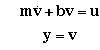 mv̇ + bv = u
y = v